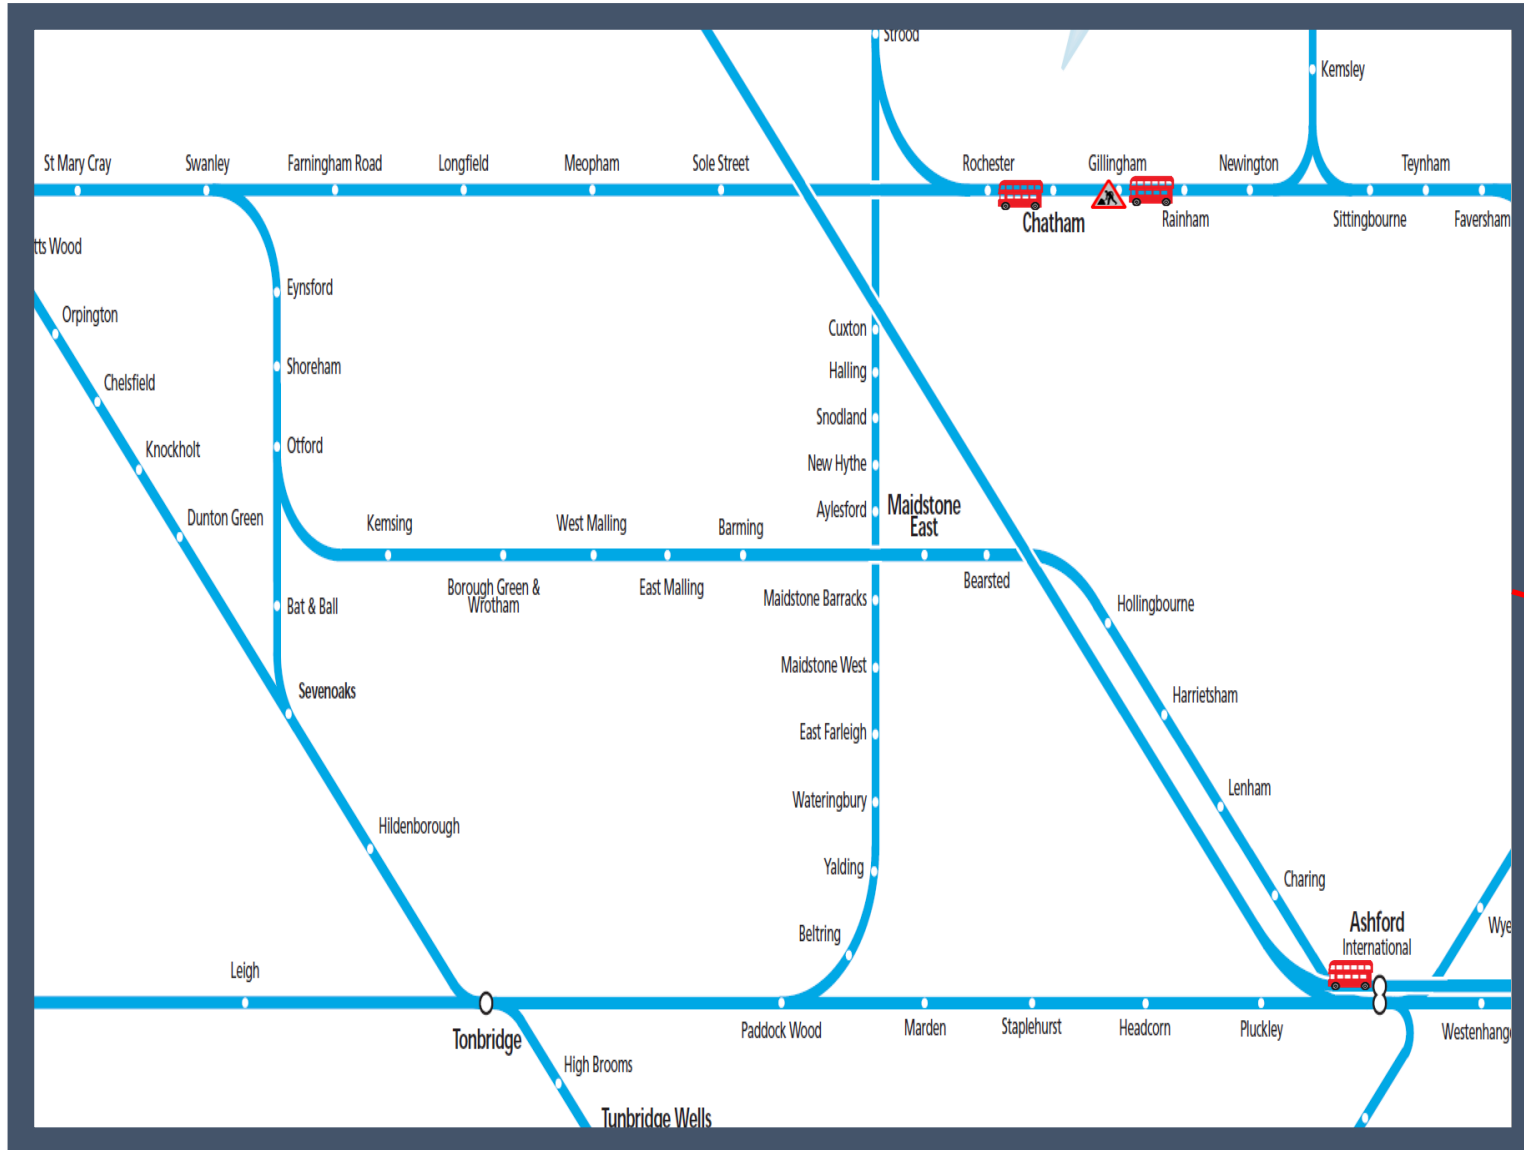 Strood
Kemsley
St Mary Cray
Swanley
Farningham Road
Longfield
Meopham
Sole Street
Rochester
Gillingham
Newington
Teynham
Chatham
Rainham
Sittingbourne
Faversham
tts Wood
Eynsford
Orpington
Cuxton
Shoreham
Halling
Chelsfield
Snodland
Otford
Knockholt
New Hythe
Aylesford
Maidstone
East
Dunton Green
Kemsing
West Malling
Barming
Borough Green &
Wrotham
East Malling
Bearsted
Maidstone Barracks
Bat & Ball
Hollingbourne
Maidstone West
Sevenoaks
Harrietsham
East Farleigh
Lenham
Wateringbury
Hildenborough
Yalding
Charing
Ashford
International
Wye
Beltring
Leigh
Tonbridge
Paddock Wood
Marden
Staplehurst
Headcorn
Pluckley
Westenhang
High Brooms
Tunbridge Wells